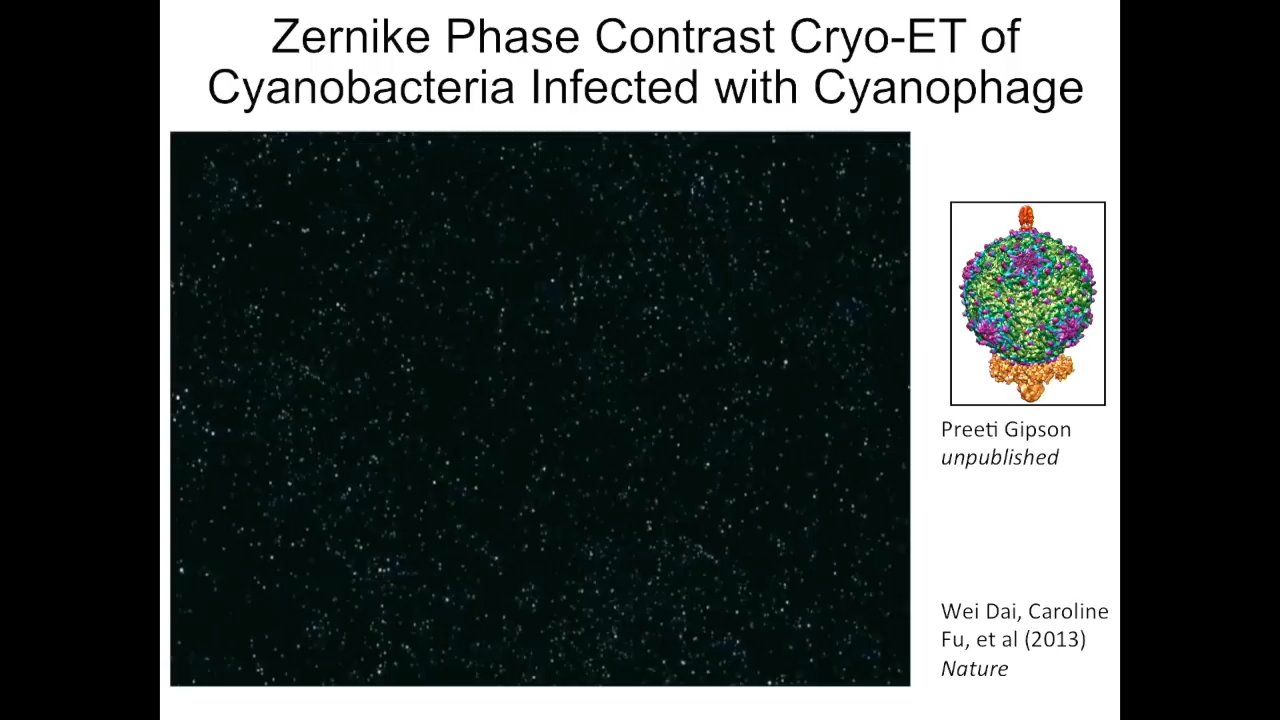 Zernike Phase Contrast Cryo-ET of
Cyanobacteria Infected with Cyanophage
Preeti Gipson
unpublished
Wei Dai, Caroline
Fu, et al (2013)
Nature